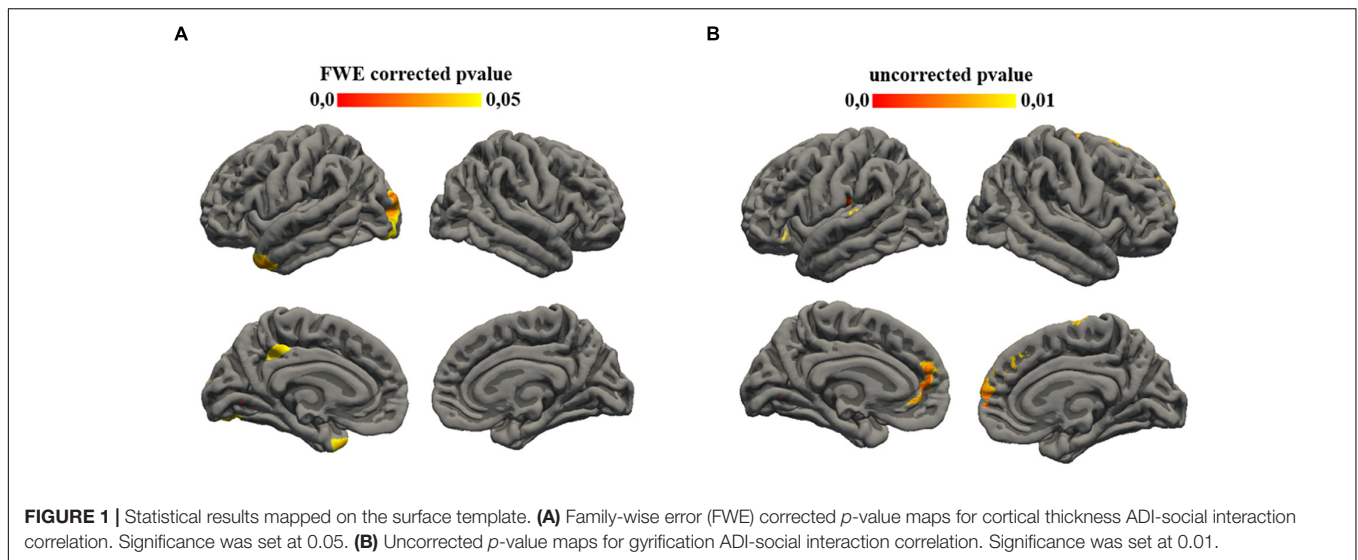 A
B
FWE corrected pvalue
0,0 0,05
uncorrected pvalue
0,0 0,01
FIGURE 1 | Statistical results mapped on the surface template. (A) Family-wise error (FWE) corrected p-value maps for cortical thickness ADI-social interaction
correlation. Significance was set at 0.05. (B) Uncorrected p-value maps for gyrification ADI-social interaction correlation. Significance was set at 0.01.